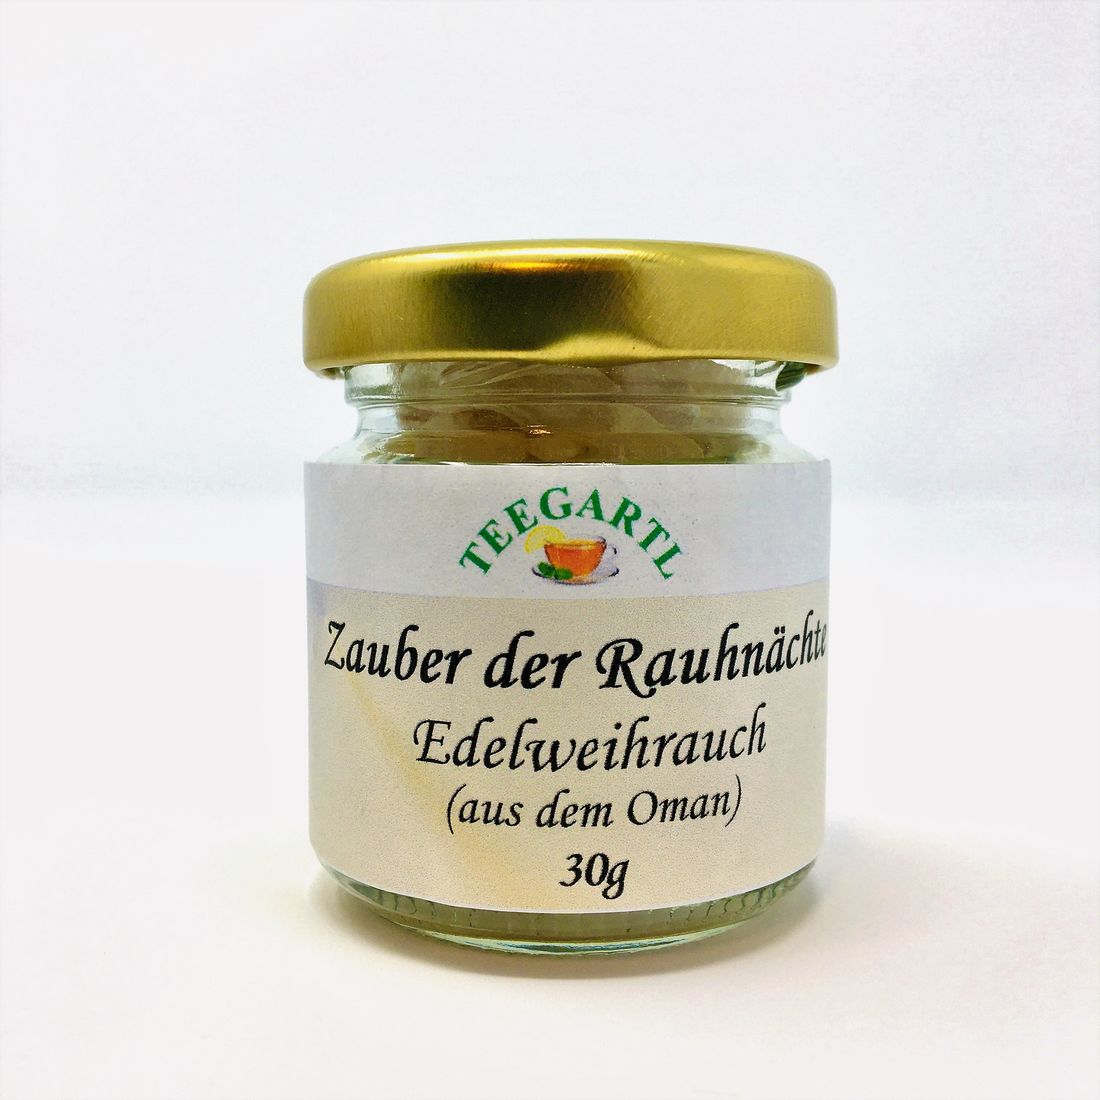 TEEGARTL
Zauber der Rauhnächte
Edelweihrauch
(aus dem Oman)
30g